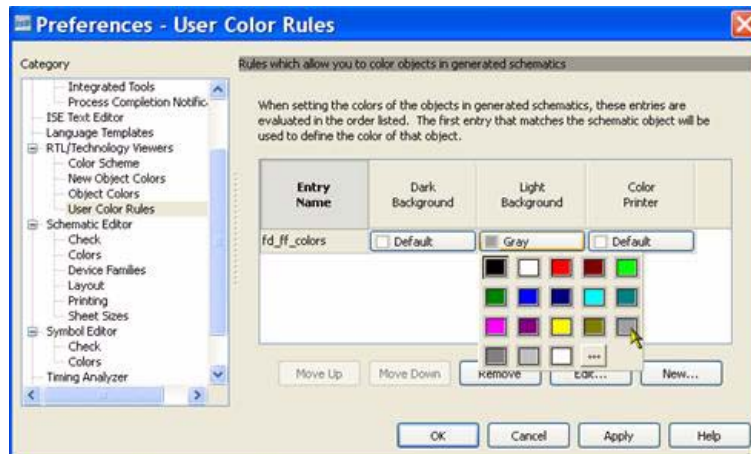 Preferences - User Color Rules
Category
Integrated Tools
Process Completion Notific
ISE Text Editor
Language Templates
RTL/Technology Viewers
Color Scheme
New Object Colors
Object Colors
User Color Rules
Schematic Editor
Check
Colors
Device Families
Layout
Printing
Sheet Sizes
Symbol Editor
Check
Colors
Timing Analyzer
Rules which allow you to color objects in generated schematics
When setting the colors of the objects in generated schematics, these entries are
evaluated in the order listed. The first entry that matches the schematic object will be
used to define the color of that object.
Entry Name
Dark Background
Light Background
Color Printer
fd_ff_colors
Default
Gray
Default
...
Move Up
Move Down
Remove
Edit...
New...
OK
Cancel
Apply
Help